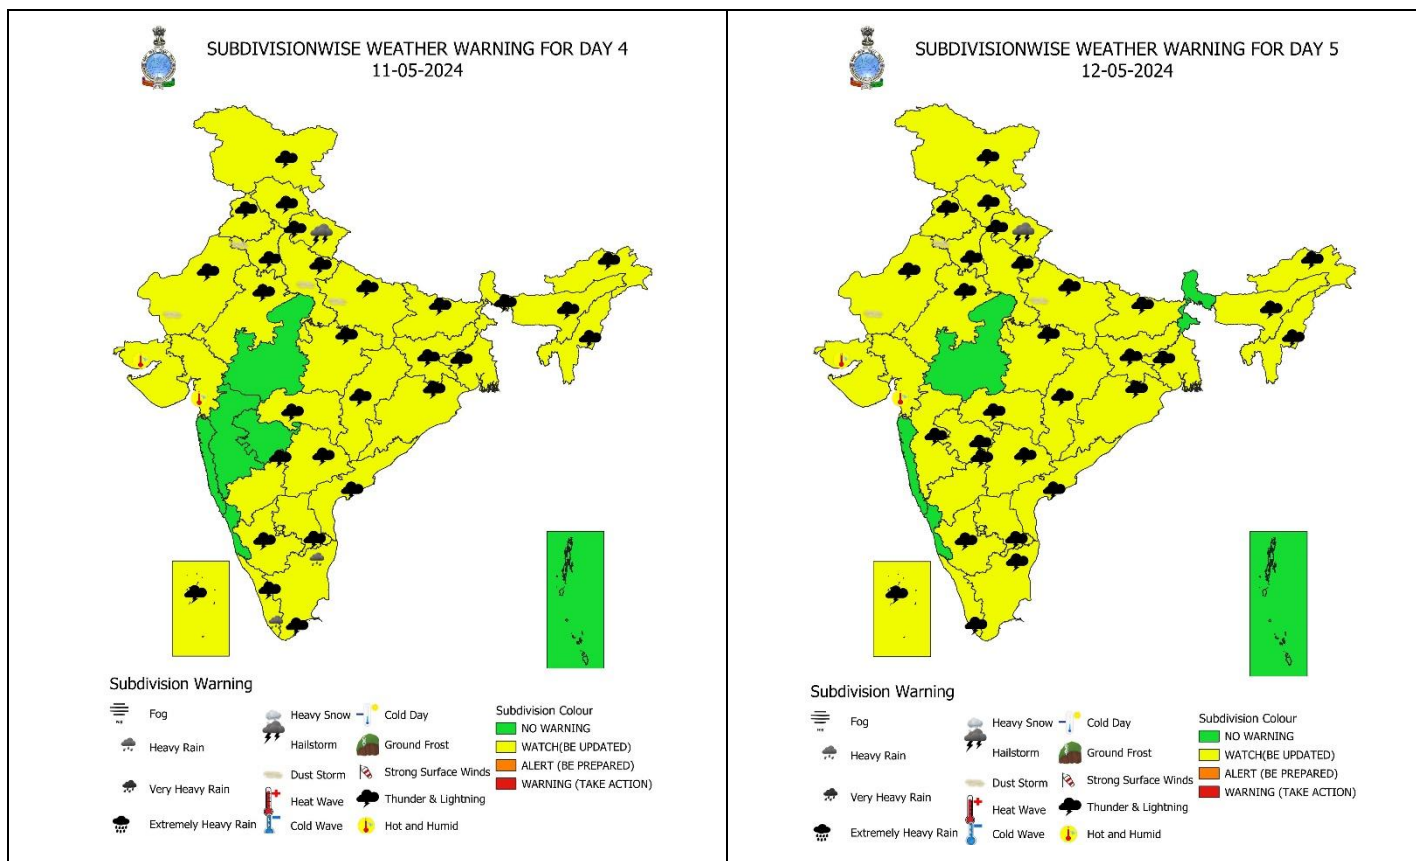 SUBDIVISIONWISE WEATHER WARNING FOR DAY 4
11-05-2024
Subdivision Warning
Fog
Heavy Rain
Very Heavy Rain
Extremely Heavy Rain
Heavy Snow
Hailstorm
Dust Storm
Heat Wave
Cold Wave
Cold Day
Ground Frost
Strong Surface Winds
Thunder & Lightning
Hot and Humid
Subdivision Colour
NO WARNING
WATCH(BE UPDATED)
ALERT (BE PREPARED)
WARNING (TAKE ACTION)
SUBDIVISIONWISE WEATHER WARNING FOR DAY 5
12-05-2024
Subdivision Warning
Fog
Heavy Rain
Very Heavy Rain
Extremely Heavy Rain
Heavy Snow
Hailstorm
Dust Storm
Heat Wave
Cold Wave
Cold Day
Ground Frost
Strong Surface Winds
Thunder & Lightning
Hot and Humid
Subdivision Colour
NO WARNING
WATCH(BE UPDATED)
ALERT (BE PREPARED)
WARNING (TAKE ACTION)